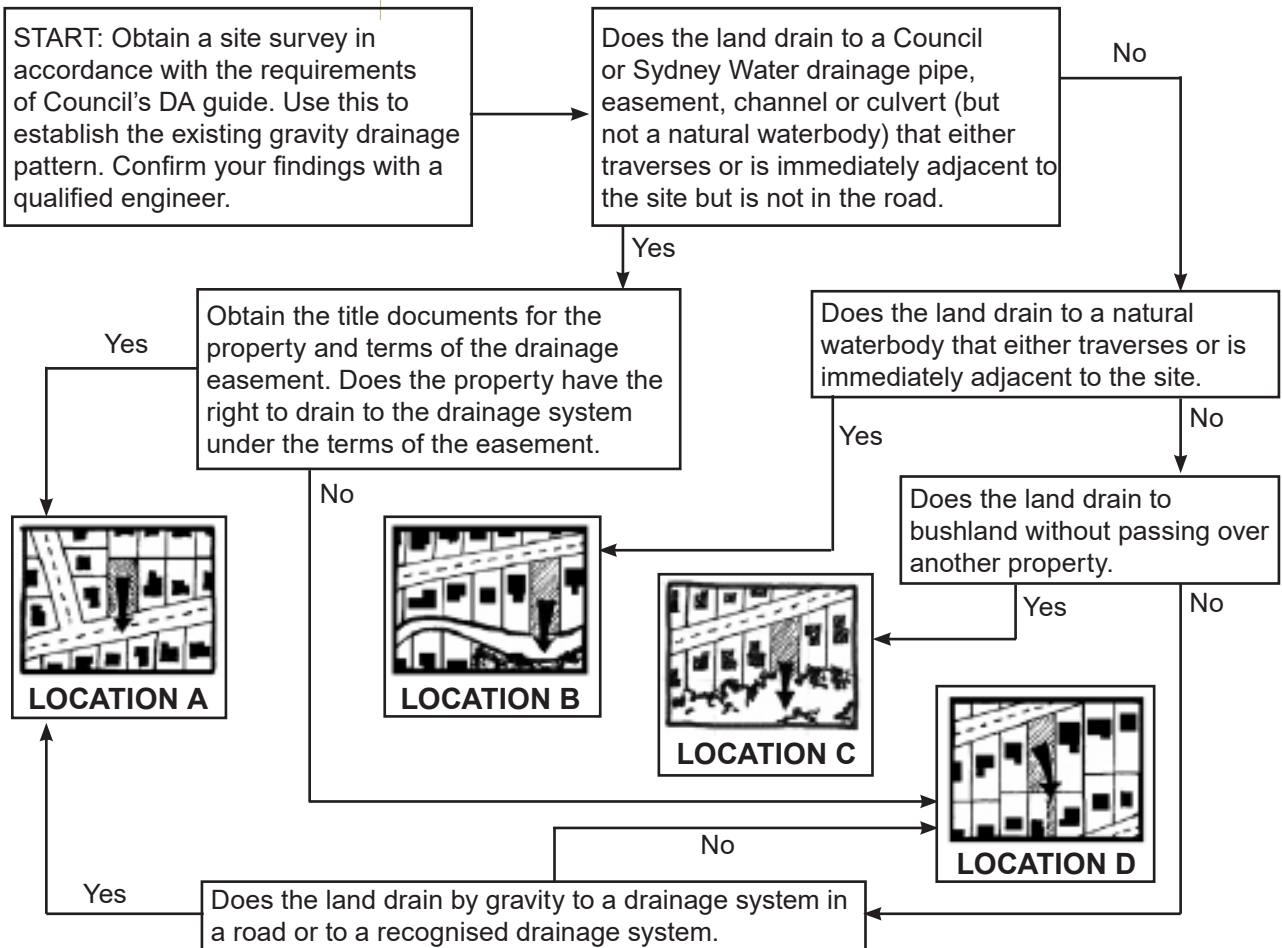 START: Obtain a site survey in
accordance with the requirements
of Council's DA guide. Use this to
establish the existing gravity drainage
pattern. Confirm your findings with a
qualified engineer.
Does the land drain to a Council
or Sydney Water drainage pipe,
easement, channel or culvert (but
not a natural waterbody) that either
traverses or is immediately adjacent to
the site but is not in the road.
No
Yes
Obtain the title documents for the
property and terms of the drainage
easement. Does the property have the
right to drain to the drainage system
under the terms of the easement.
Yes
No
Does the land drain to a natural
waterbody that either traverses or is
immediately adjacent to the site.
Yes
No
Does the land drain to
bushland without passing over
another property.
Yes
No
LOCATION A
LOCATION B
LOCATION C
LOCATION D
No
Yes
Does the land drain by gravity to a drainage system in
a road or to a recognised drainage system.